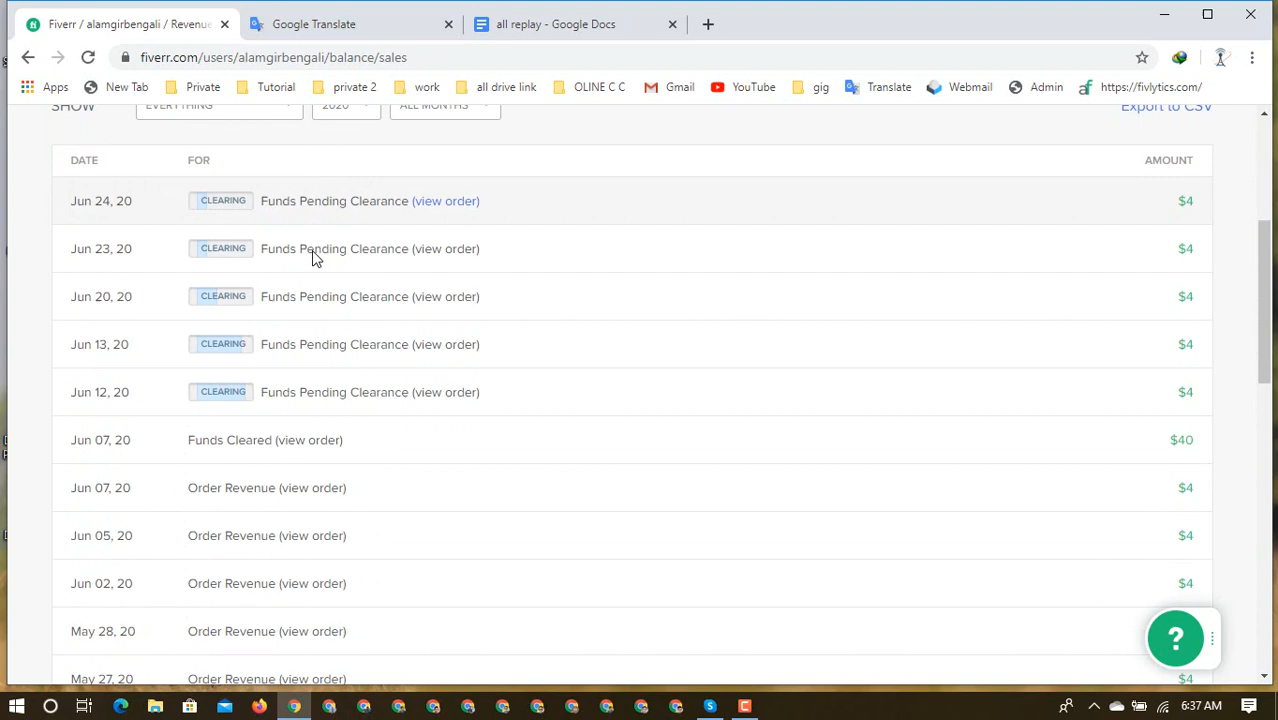 Fiverr / alamgirbengali / Revenu
Google Translate
all replay - Google Docs
fiverr.com/users/alamgirbengali/balance/sales
Apps
New Tab
Private
Tutorial
private 2
work
all drive link
OLINE C C
Gmail
YouTube
gig
Translate
Webmail
Admin
https://fivlytics.com/
SHOW
EVERYTHING
2020
ALL MONTHS
Export to CSV
DATE FOR AMOUNT
Jun 24, 20 CLEARING Funds Pending Clearance (view order) $4
Jun 23, 20 CLEARING Funds Pending Clearance (view order) $4
Jun 20, 20 CLEARING Funds Pending Clearance (view order) $4
Jun 13, 20 CLEARING Funds Pending Clearance (view order) $4
Jun 12, 20 CLEARING Funds Pending Clearance (view order) $4
Jun 07, 20 Funds Cleared (view order) $40
Jun 07, 20 Order Revenue (view order) $4
Jun 05, 20 Order Revenue (view order) $4
Jun 02, 20 Order Revenue (view order) $4
May 28, 20 Order Revenue (view order)
May 27, 20 Order Revenue (view order) $4
?
6:37 AM